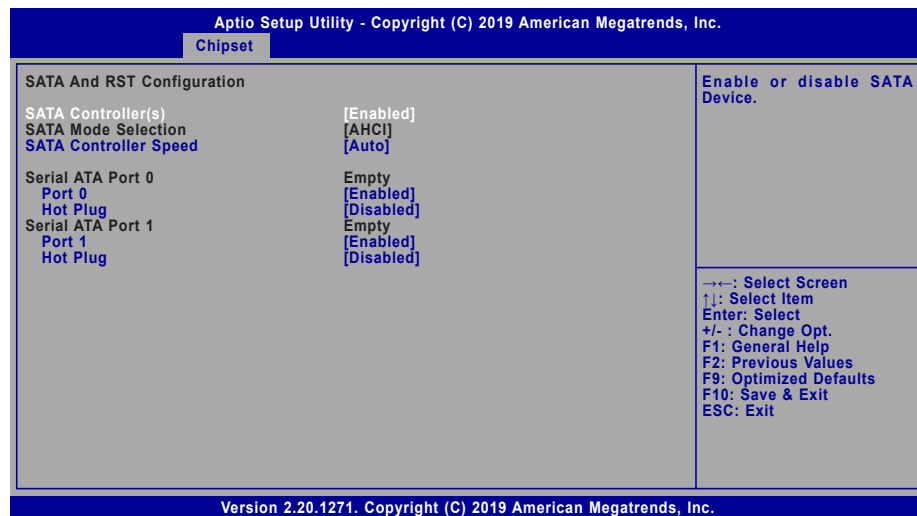 Aptio Setup Utility - Copyright (C) 2019 American Megatrends, Inc.
Chipset
SATA And RST Configuration
SATA Controller(s) [Enabled]
SATA Mode Selection [AHCI]
SATA Controller Speed [Auto]
Serial ATA Port 0 Empty
Port 0 [Enabled]
Hot Plug [Disabled]
Serial ATA Port 1 Empty
Port 1 [Enabled]
Hot Plug [Disabled]
Enable or disable SATA
Device.
→←: Select Screen
↑↓: Select Item
Enter: Select
+/- : Change Opt.
F1: General Help
F2: Previous Values
F9: Optimized Defaults
F10: Save & Exit
ESC: Exit
Version 2.20.1271. Copyright (C) 2019 American Megatrends, Inc.